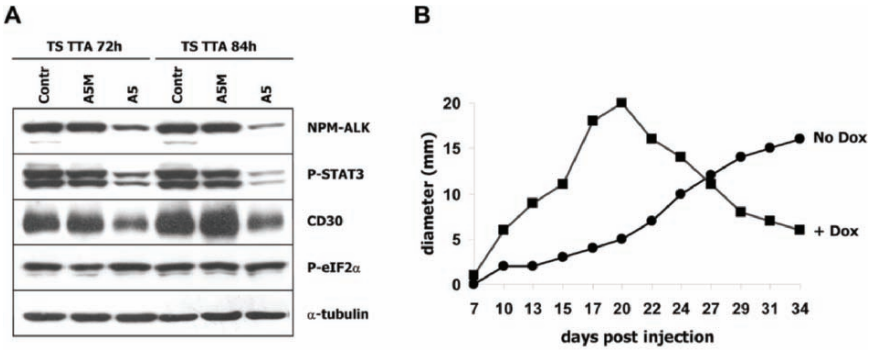 A
TS TTA 72h TS TTA 84h
Contr A5M A5 Contr A5M A5
NPM-ALK
P-STAT3
CD30
P-eIF2α
α-tubulin
B
diameter (mm)
20
15
10
5
0
7 10 13 15 17 20 22 24 27 29 31 34
days post injection
No Dox
+ Dox